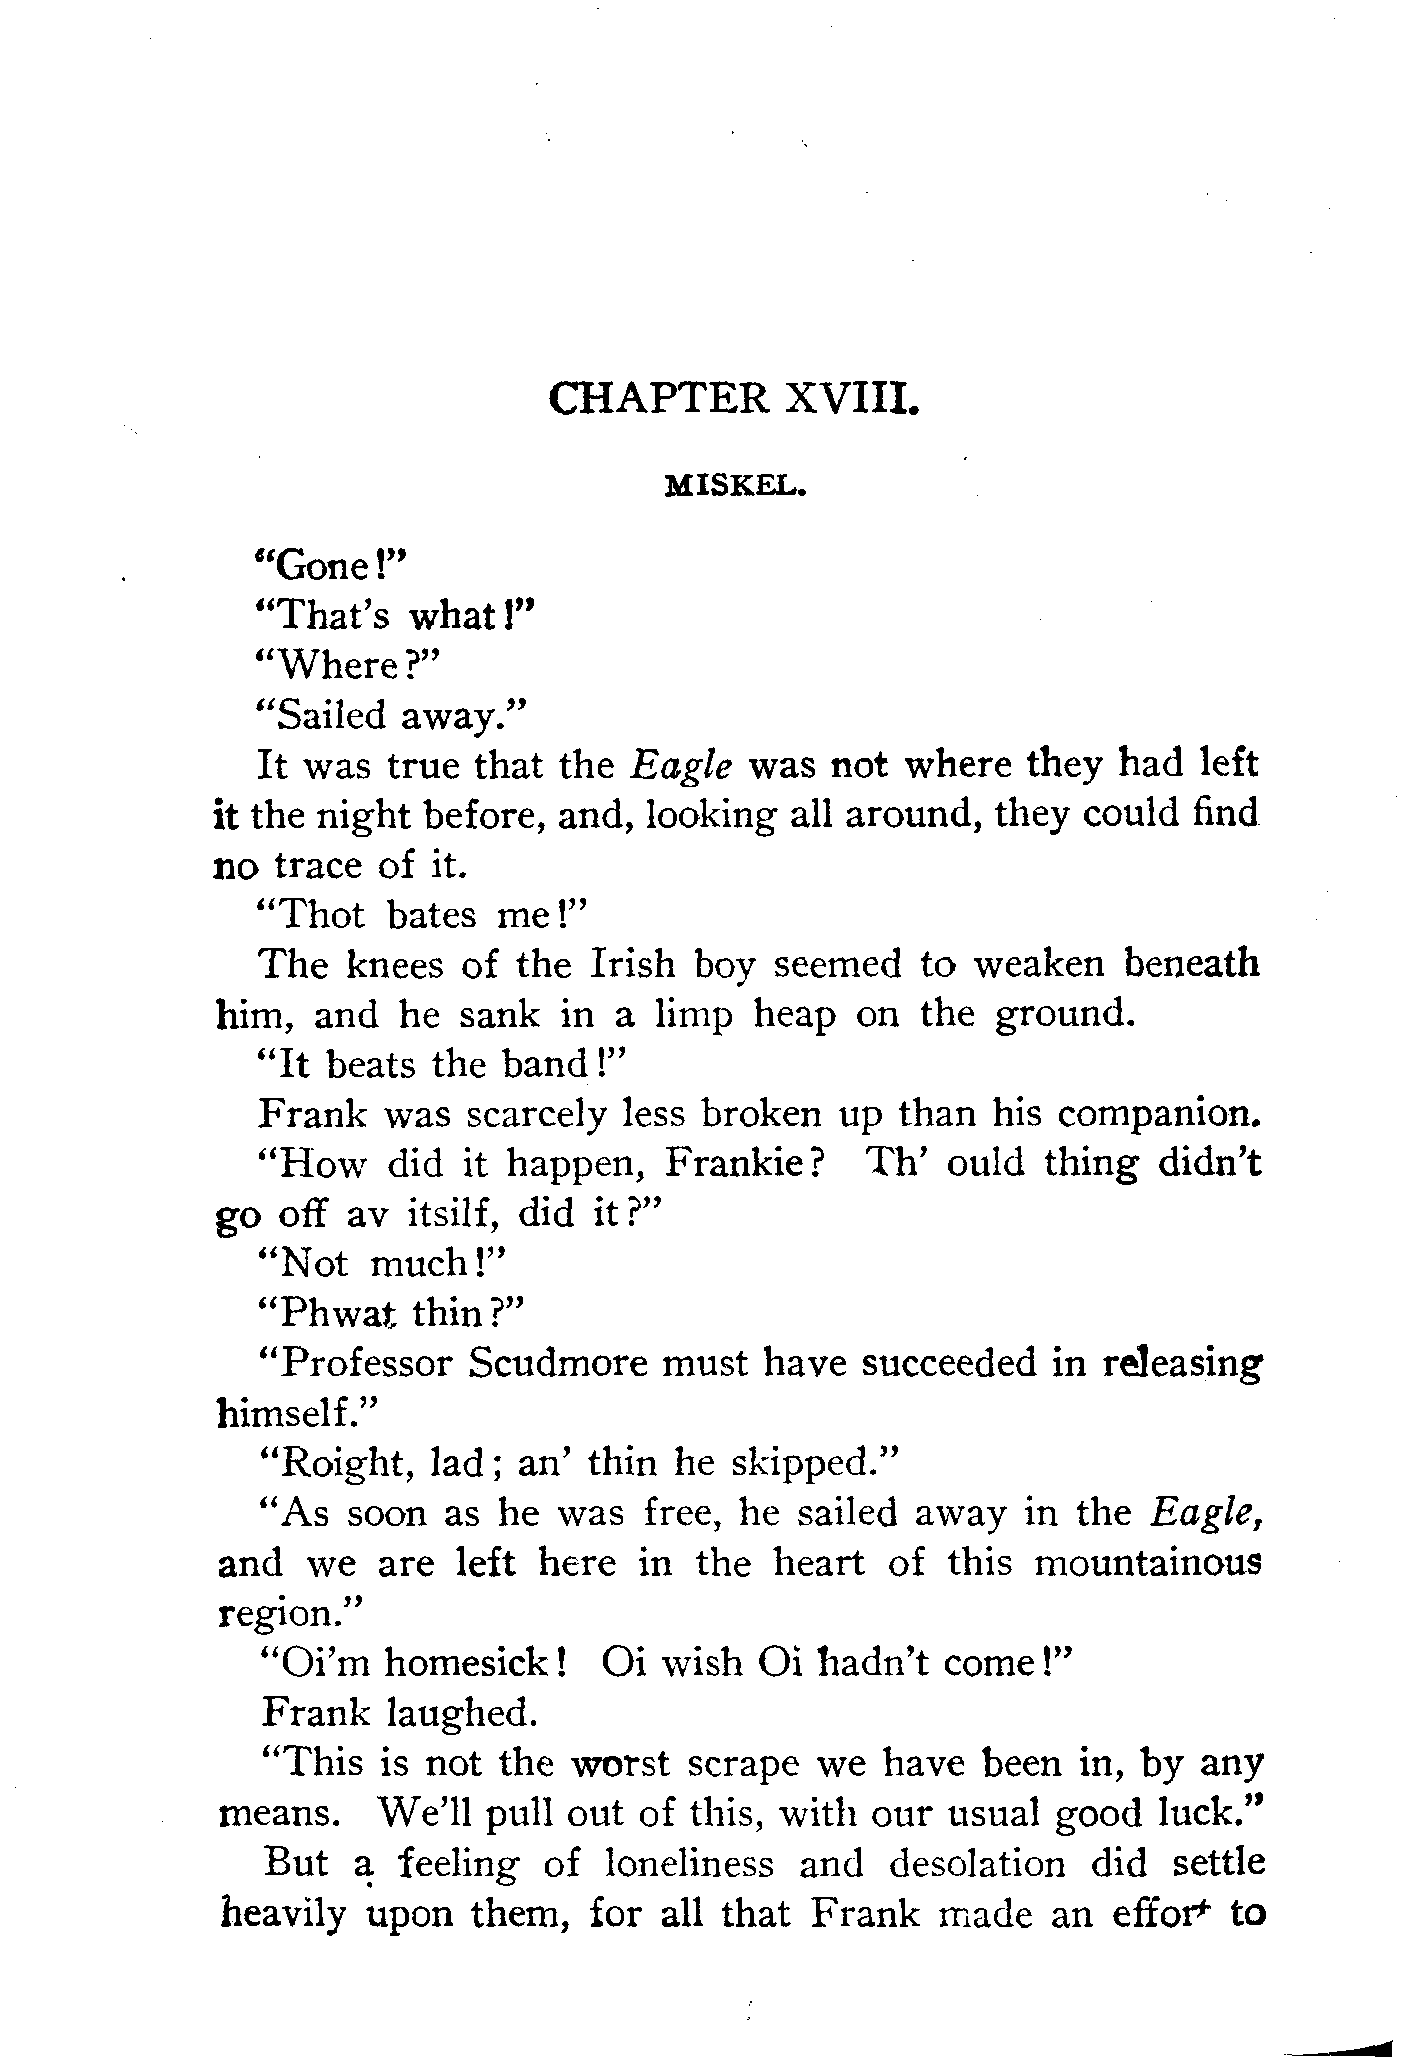 CHAPTER XVIII.
MISKEL.
“Gone!”
“That’s what!”
“Where?”
“Sailed away.”
It was true that the Eagle was not where they had left
it the night before, and, looking all around, they could find
no trace of it.
“Thot bates me!”
The knees of the Irish boy seemed to weaken beneath
him, and he sank in a limp heap on the ground.
“It beats the band!”
Frank was scarcely less broken up than his companion.
“How did it happen, Frankie? Th’ ould thing didn’t
go off av itsilf, did it?”
“Not much!”
“Phwat thin?”
“Professor Scudmore must have succeeded in releasing
himself.”
“Roight, lad; an’ thin he skipped.”
“As soon as he was free, he sailed away in the Eagle,
and we are left here in the heart of this mountainous
region.”
“Oi’m homesick! Oi wish Oi hadn’t come!”
Frank laughed.
“This is not the worst scrape we have been in, by any
means. We’ll pull out of this, with our usual good luck.”
But a feeling of loneliness and desolation did settle
heavily upon them, for all that Frank made an effort to